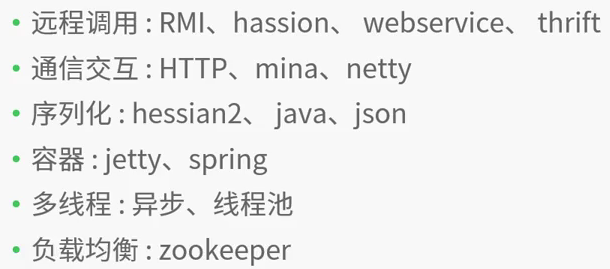 • 远程调用 : RMI、hassion、 webservice、 thrift
• 通信交互 : HTTP、mina、netty
• 序列化 : hessian2、 java、json
• 容器 : jetty、spring
• 多线程 : 异步、线程池
• 负载均衡 : zookeeper